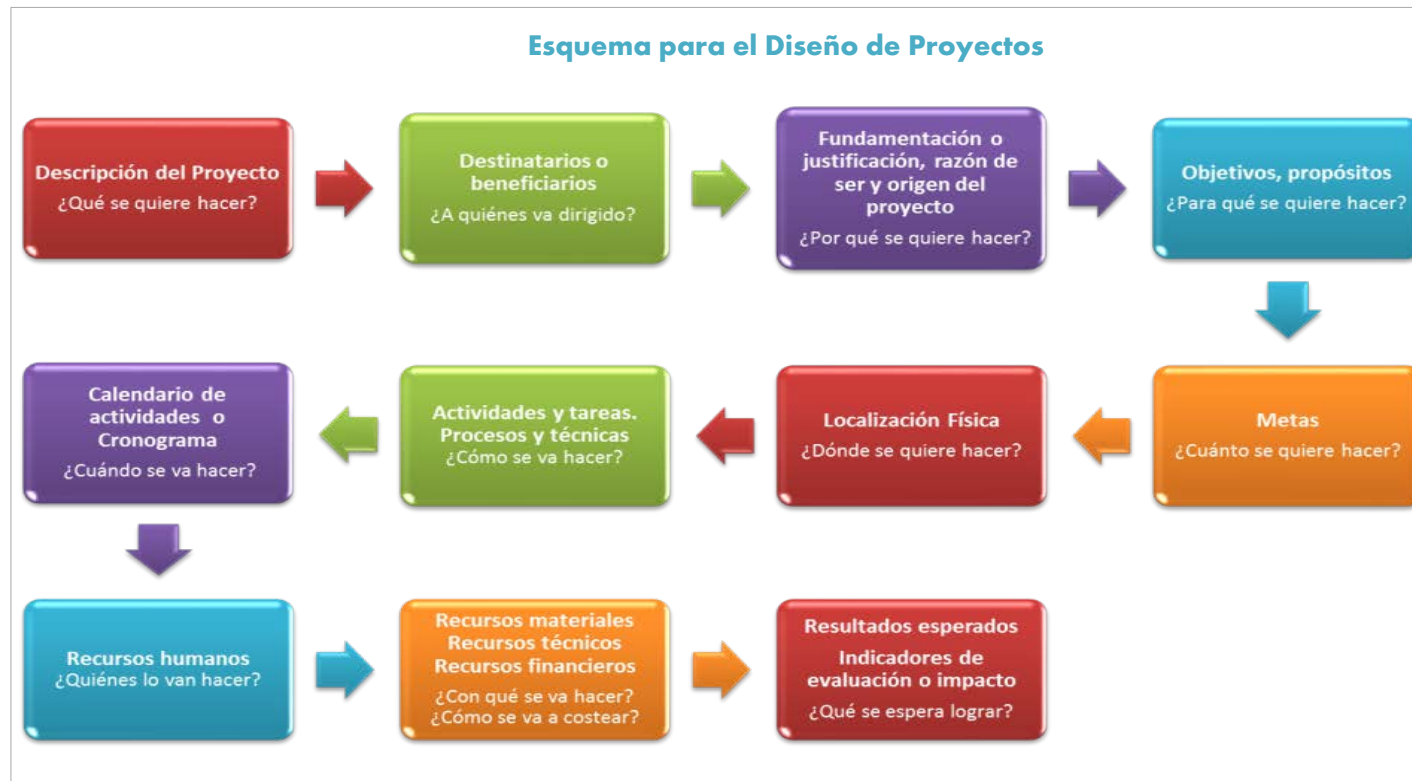 Esquema para el Diseño de Proyectos
Descripción del Proyecto
¿Qué se quiere hacer?
Destinatarios o
beneficiarios
¿A quiénes va dirigido?
Fundamentación o
justificación, razón de
ser y origen del
proyecto
¿Por qué se quiere hacer?
Objetivos, propósitos
¿Para qué se quiere hacer?
Metas
¿Cuánto se quiere hacer?
Localización Física
¿Dónde se quiere hacer?
Actividades y tareas.
Procesos y técnicas
¿Cómo se va hacer?
Calendario de
actividades o
Cronograma
¿Cuándo se va hacer?
Recursos humanos
¿Quiénes lo van hacer?
Recursos materiales
Recursos técnicos
Recursos financieros
¿Con qué se va hacer?
¿Cómo se va a costear?
Resultados esperados
Indicadores de
evaluación o impacto
¿Qué se espera lograr?